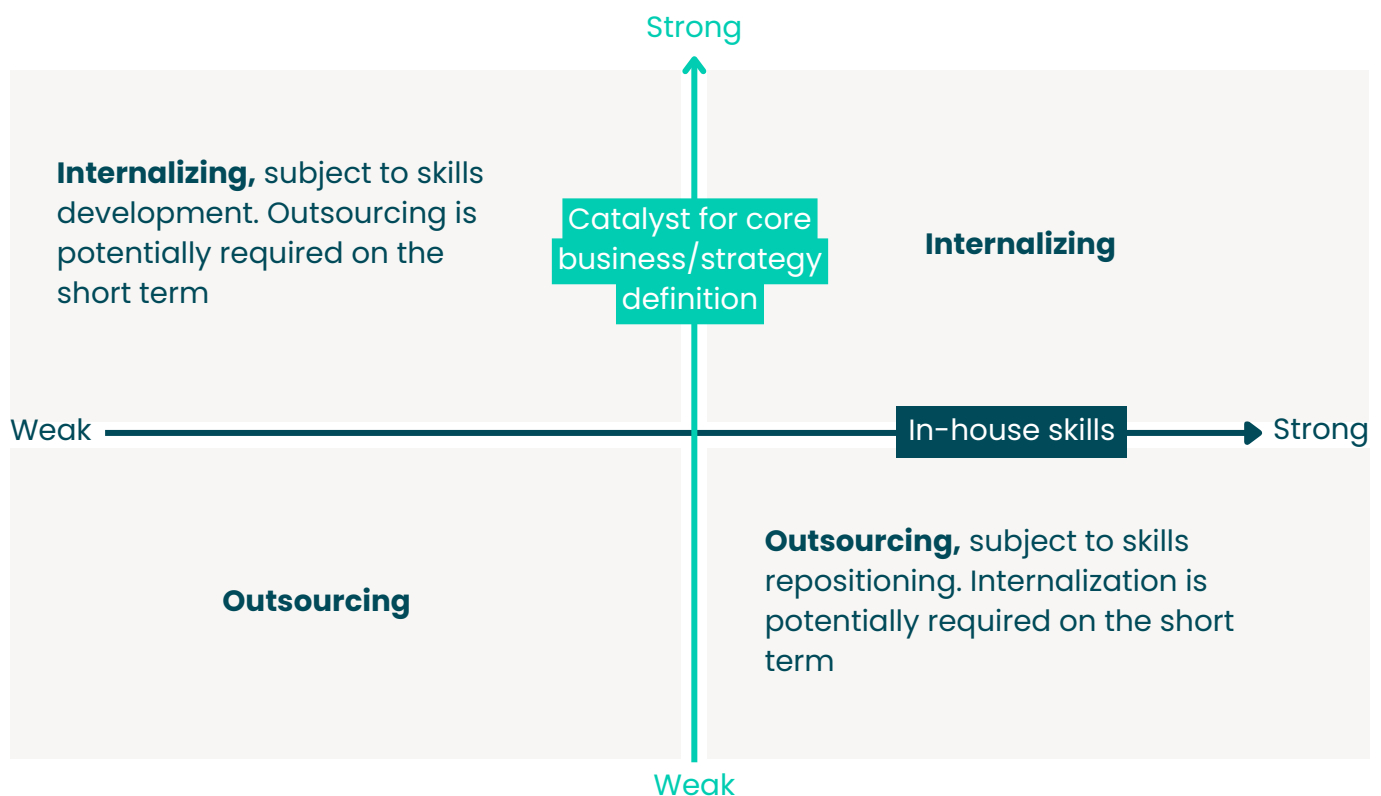 Strong
Internalizing, subject to skills
development. Outsourcing is
potentially required on the
short term
Catalyst for core
business/strategy
definition
Internalizing
Weak
In-house skills
Strong
Outsourcing
Outsourcing, subject to skills
repositioning. Internalization is
potentially required on the short
term
Weak